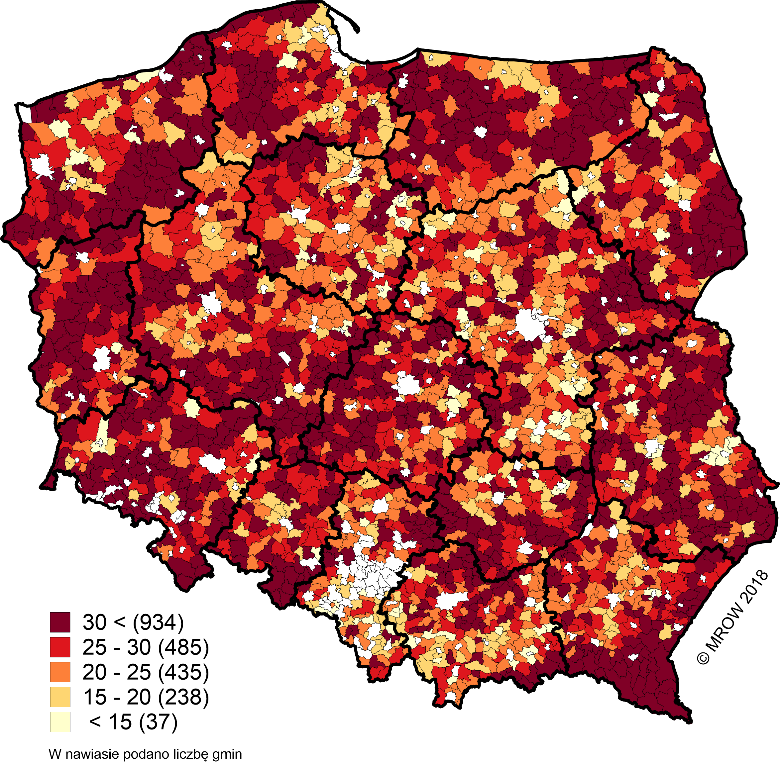 30 < (934)
25 - 30 (485)
20 - 25 (435)
15 - 20 (238)
< 15 (37)
W nawiasie podano liczbę gmin
© MROW 2018